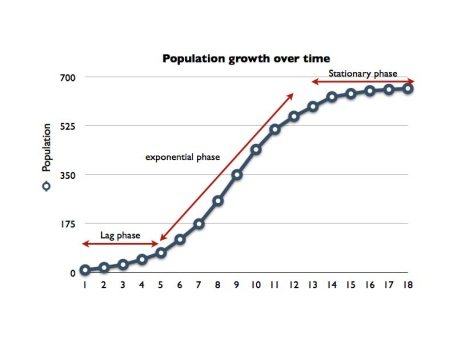 Population growth over time
Stationary phase
700
525
350
175
0
Population
exponential phase
Lag phase
1 2 3 4 5 6 7 8 9 10 11 12 13 14 15 16 17 18